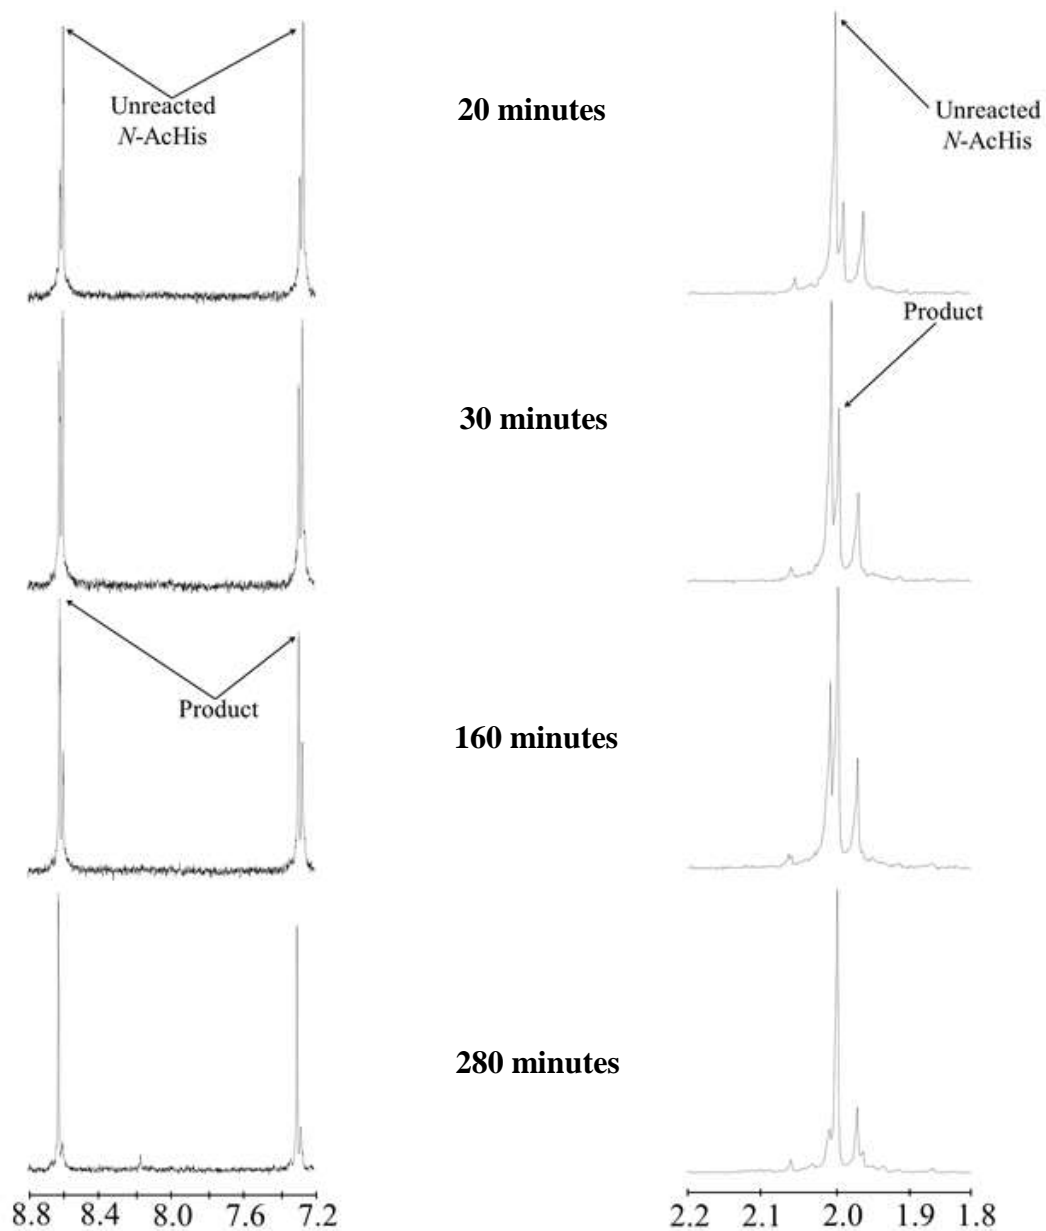 Unreacted
N-AcHis
20 minutes
Unreacted
N-AcHis
Product
30 minutes
Product
160 minutes
280 minutes
8.8 8.4 8.0 7.6 7.2
2.2 2.1 2.0 1.9 1.8